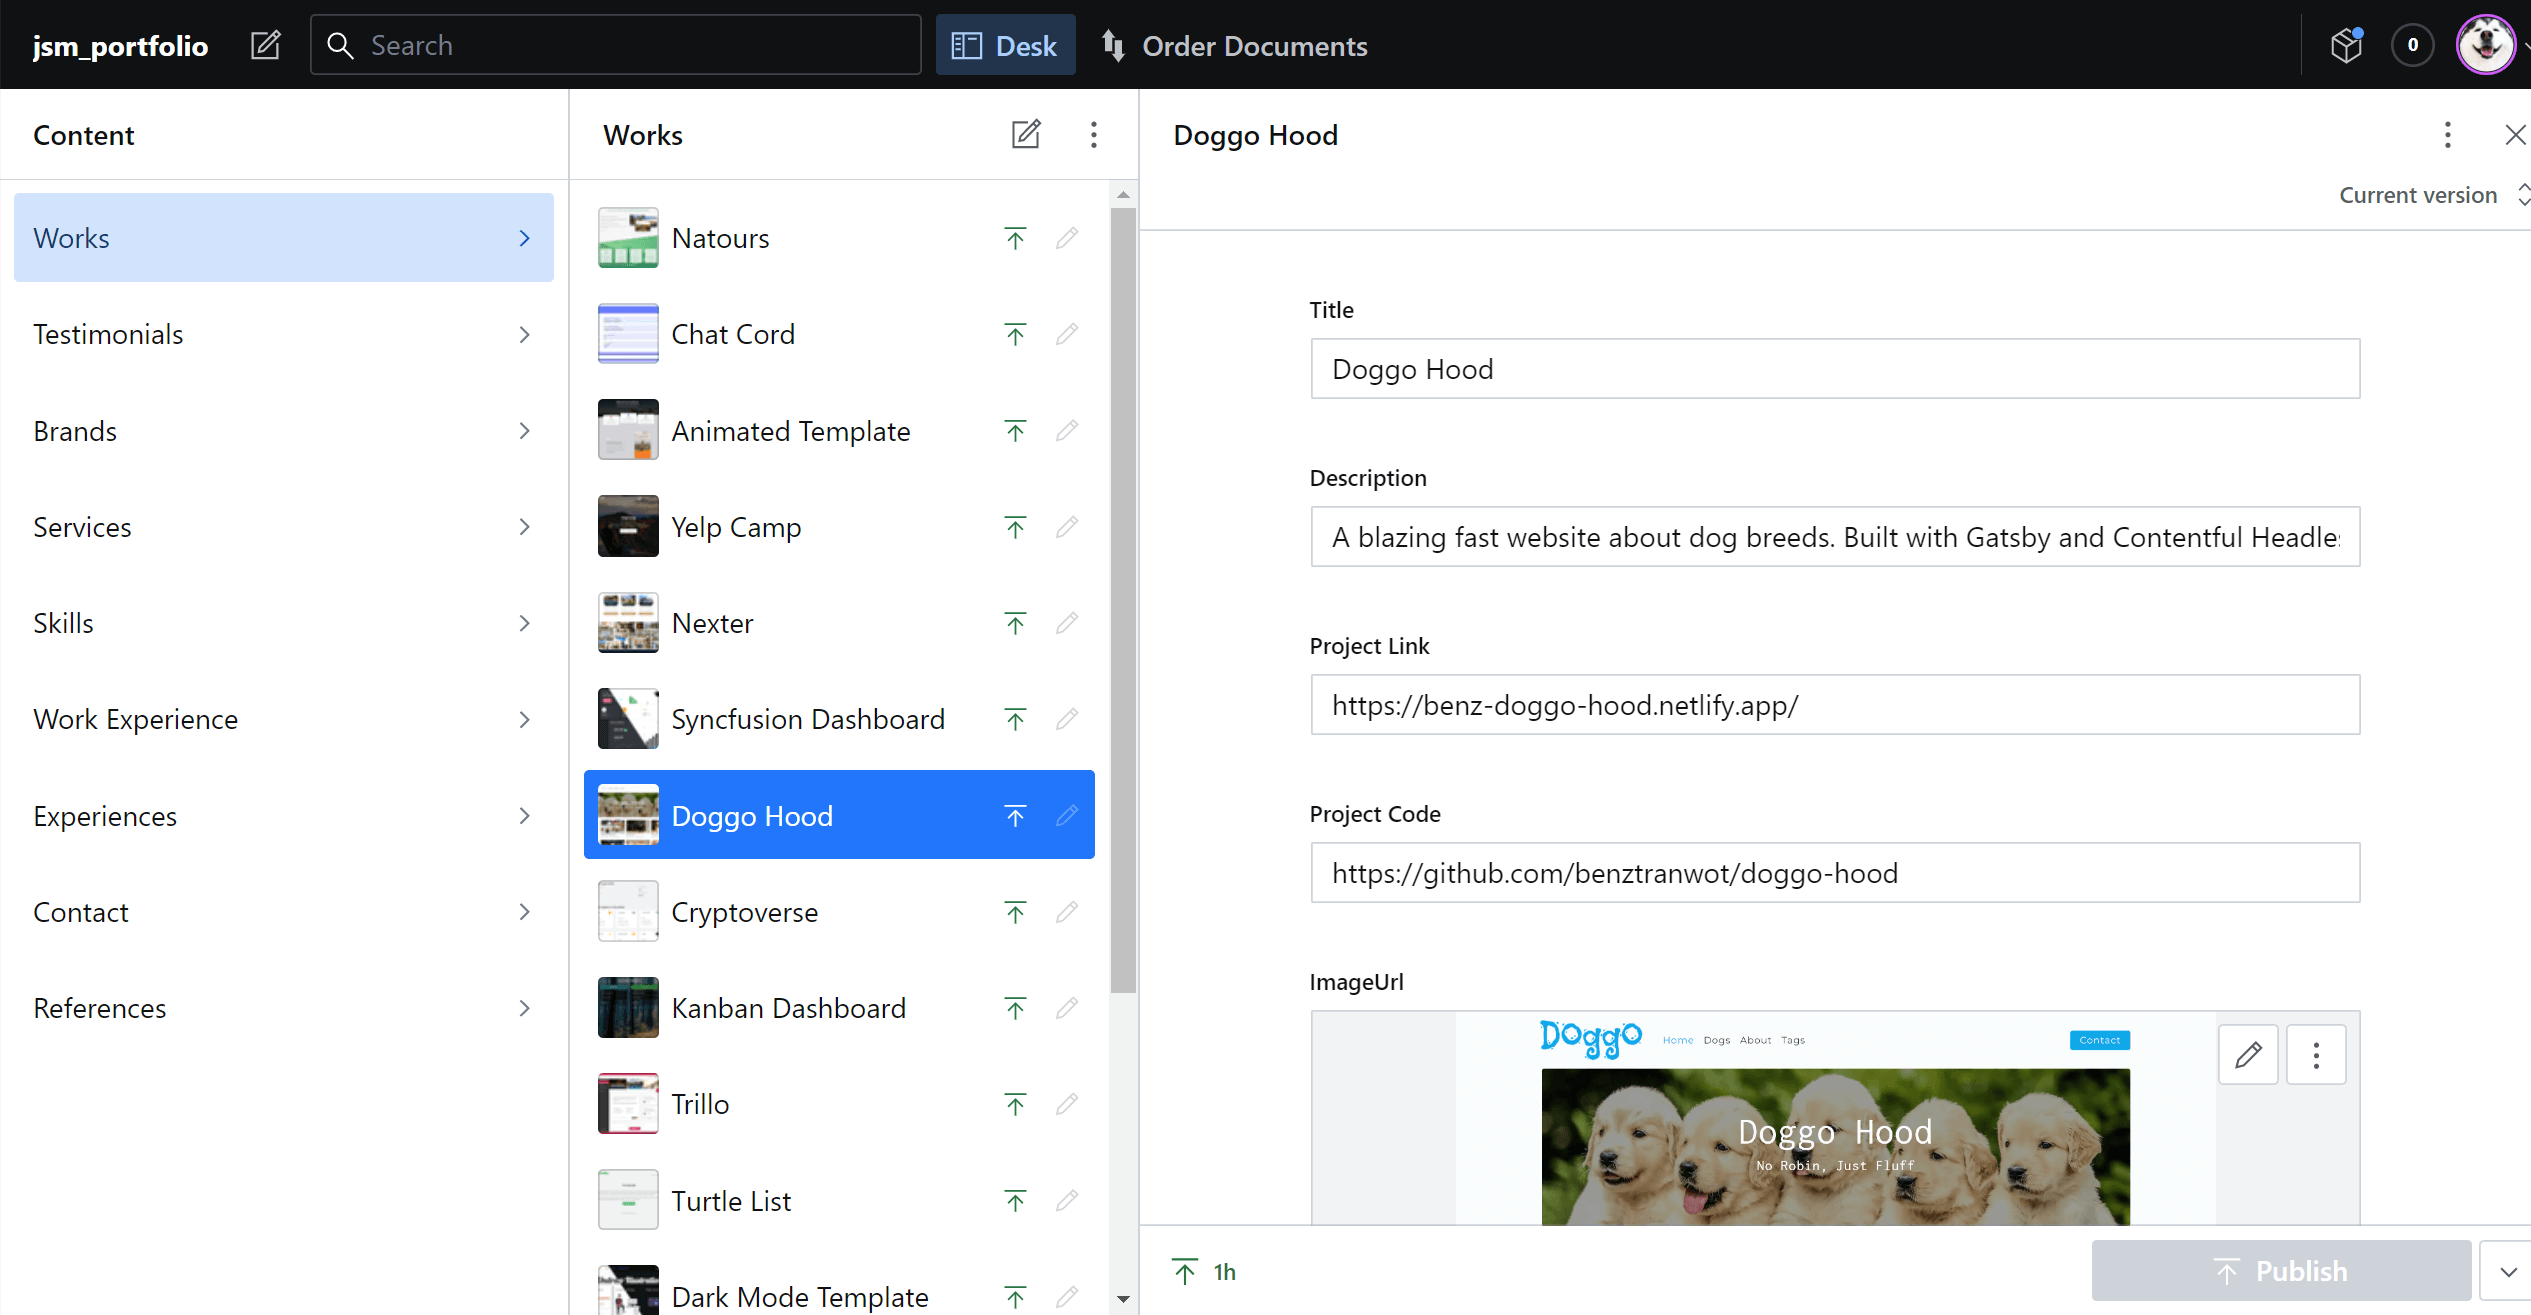 jsm_portfolio
Search
Desk
Order Documents
0
Content
Works
Testimonials
Brands
Services
Skills
Work Experience
Experiences
Contact
References
Works
Natours
Chat Cord
Animated Template
Yelp Camp
Nexter
Syncfusion Dashboard
Doggo Hood
Cryptoverse
Kanban Dashboard
Trillo
Turtle List
Dark Mode Template
Doggo Hood
Current version
Title
Doggo Hood
Description
A blazing fast website about dog breeds. Built with Gatsby and Contentful Headle
Project Link
https://benz-doggo-hood.netlify.app/
Project Code
https://github.com/benztranwot/doggo-hood
ImageUrl
Doggo Home Dogs About Tags Contact
Doggo Hood
No Robin, Just Fluff
1h
Publish